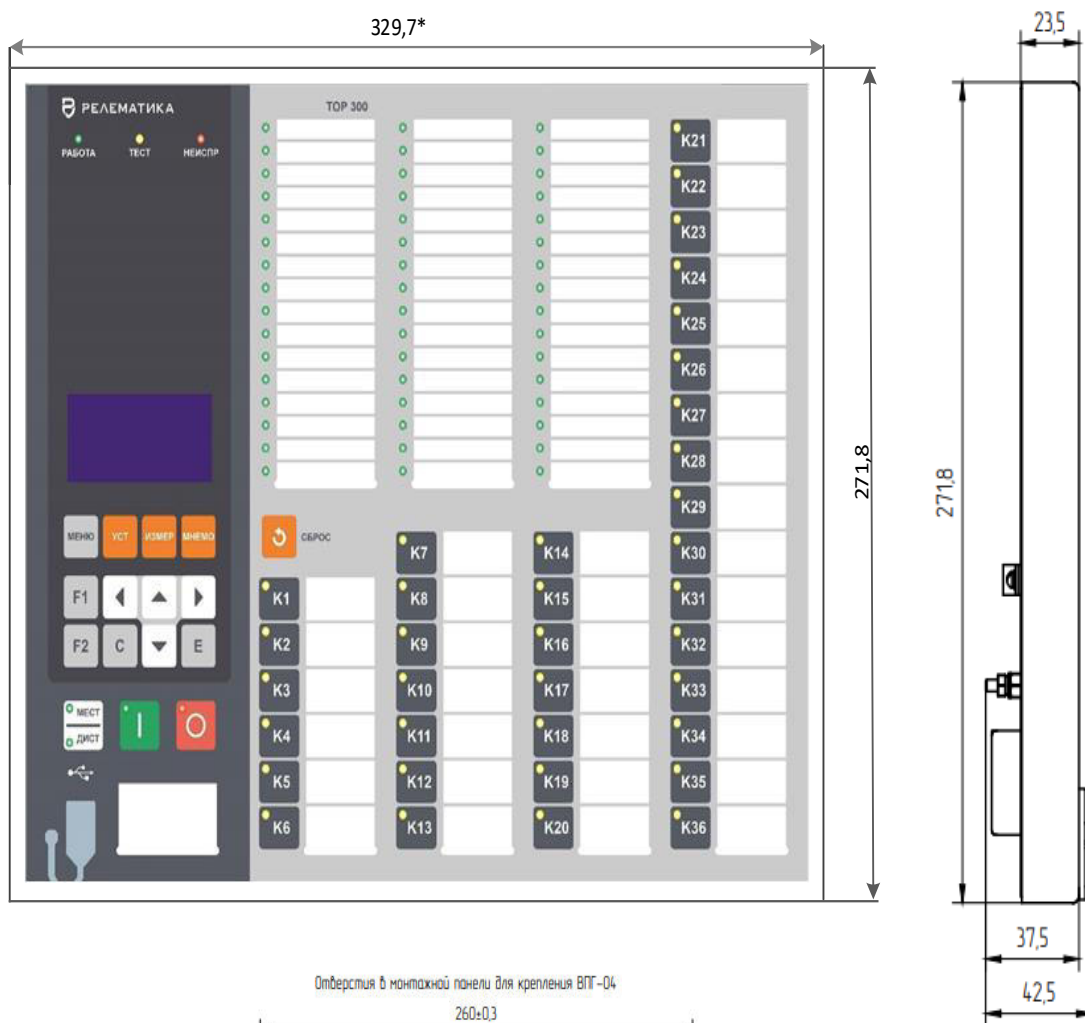 329,7*
23,5
РЕЛЕМАТИКА
РАБОТА
ТЕСТ
НЕИСПР
ТОР 300
K21
K22
K23
K24
K25
K26
K27
K28
K29
K30
K31
K32
K33
K34
K35
K36
МЕНЮ
УСТ
ИЗМЕР
МНЕМО
F1
F2
C
E
МЕСТ
ДИСТ
I
O
СБРОС
K1
K2
K3
K4
K5
K6
K7
K8
K9
K10
K11
K12
K13
K14
K15
K16
K17
K18
K19
K20
271,8
271,8
37,5
42,5
Отверстия в монтажной панели для крепления ВПГ-04
260±0,3